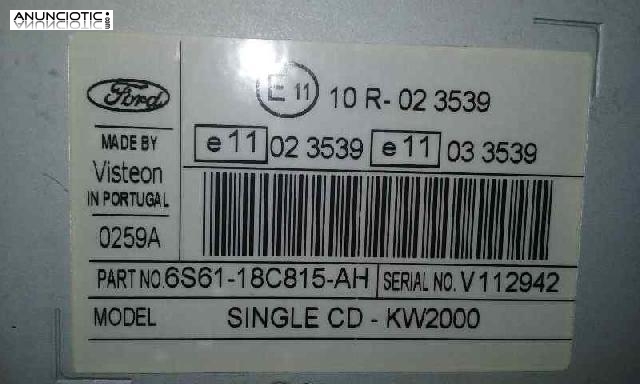 ANUNCIOTIC.es
Ford
E 11 10 R- 02 3539
MADE BY
Visteon
IN PORTUGAL
e 11 02 3539 e 11 03 3539
0259A
PART NO. 6S61-18C815-AH SERIAL NO. V112942
MODEL SINGLE CD - KW2000